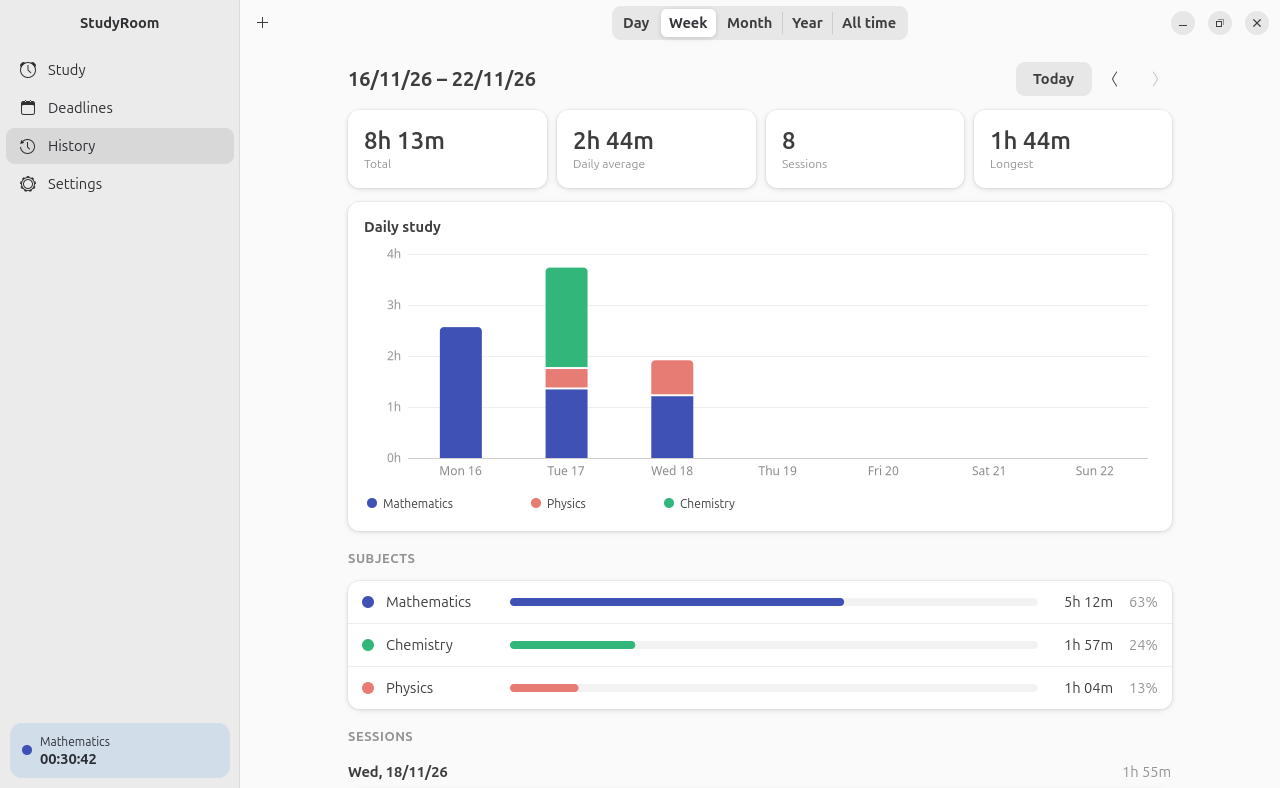 StudyRoom
Study
Deadlines
History
Settings
Mathematics
00:30:42
Day Week Month Year All time
16/11/26 – 22/11/26
Today
8h 13m
Total
2h 44m
Daily average
8
Sessions
1h 44m
Longest
Daily study
4h
3h
2h
1h
0h
Mon 16 Tue 17 Wed 18 Thu 19 Fri 20 Sat 21 Sun 22
Mathematics Physics Chemistry
SUBJECTS
Mathematics 5h 12m 63%
Chemistry 1h 57m 24%
Physics 1h 04m 13%
SESSIONS
Wed, 18/11/26 1h 55m